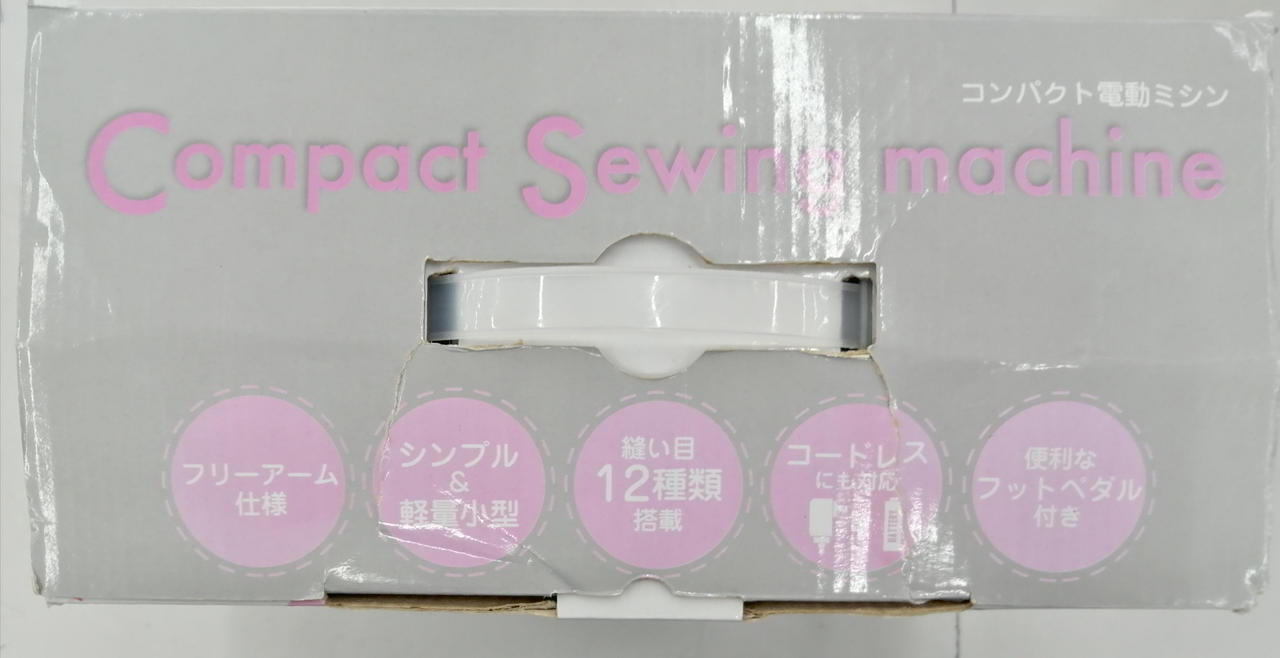 コンパクト電動ミシン
Compact Sewing machine
フリーアーム
仕様
シンプル
&
軽量小型
縫い目
12種類
搭載
コードレス
にも対応
便利な
フットペダル
付き